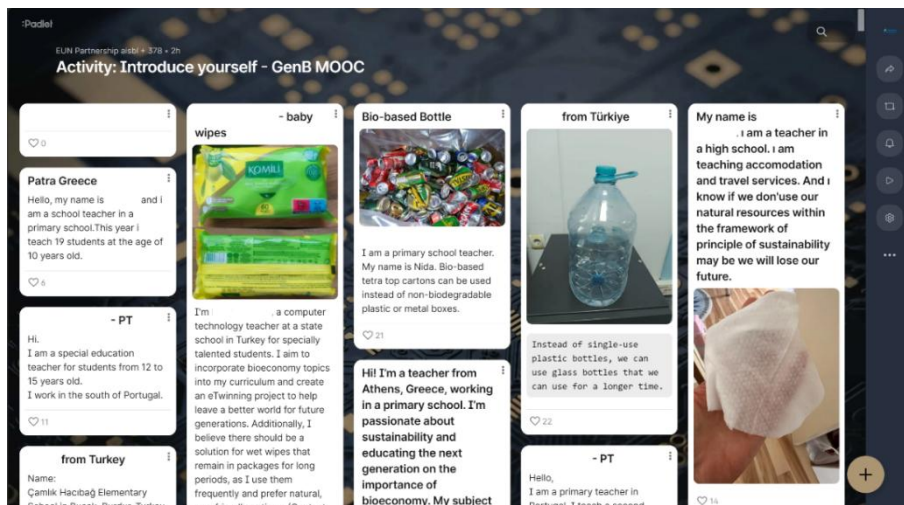 :Padlet
EUN Partnership aisbl + 378 • 2h
Activity: Introduce yourself - GenB MOOC
0
Patra Greece
Hello, my name is and i
am a school teacher in a
primary school.This year i
teach 19 students at the age of
10 years old.
6
- PT
Hi.
I am a special education
teacher for students from 12 to
15 years old.
I work in the south of Portugal.
11
from Turkey
Name:
Çamlık Hacıbağ Elementary
- baby
wipes
KOMİLİ
I'm a computer
technology teacher at a state
school in Turkey for specially
talented students. I aim to
incorporate bioeconomy topics
into my curriculum and create
an eTwinning project to help
leave a better world for future
generations. Additionally, I
believe there should be a
solution for wet wipes that
remain in packages for long
periods, as I use them
frequently and prefer natural,
Bio-based Bottle
I am a primary school teacher.
My name is Nida. Bio-based
tetra top cartons can be used
instead of non-biodegradable
plastic or metal boxes.
21
Hi! I'm a teacher from
Athens, Greece, working
in a primary school. I'm
passionate about
sustainability and
educating the next
generation on the
importance of
bioeconomy. My subject
from Türkiye
Instead of single-use
plastic bottles, we can
use glass bottles that we
can use for a longer time.
22
- PT
Hello,
I am a primary teacher in
My name is
. ı am a teacher in
a high school. ı am
teaching accomodation
and travel services. And ı
know if we don'use our
natural resources within
the framework of
principle of sustainability
may be we will lose our
future.
14